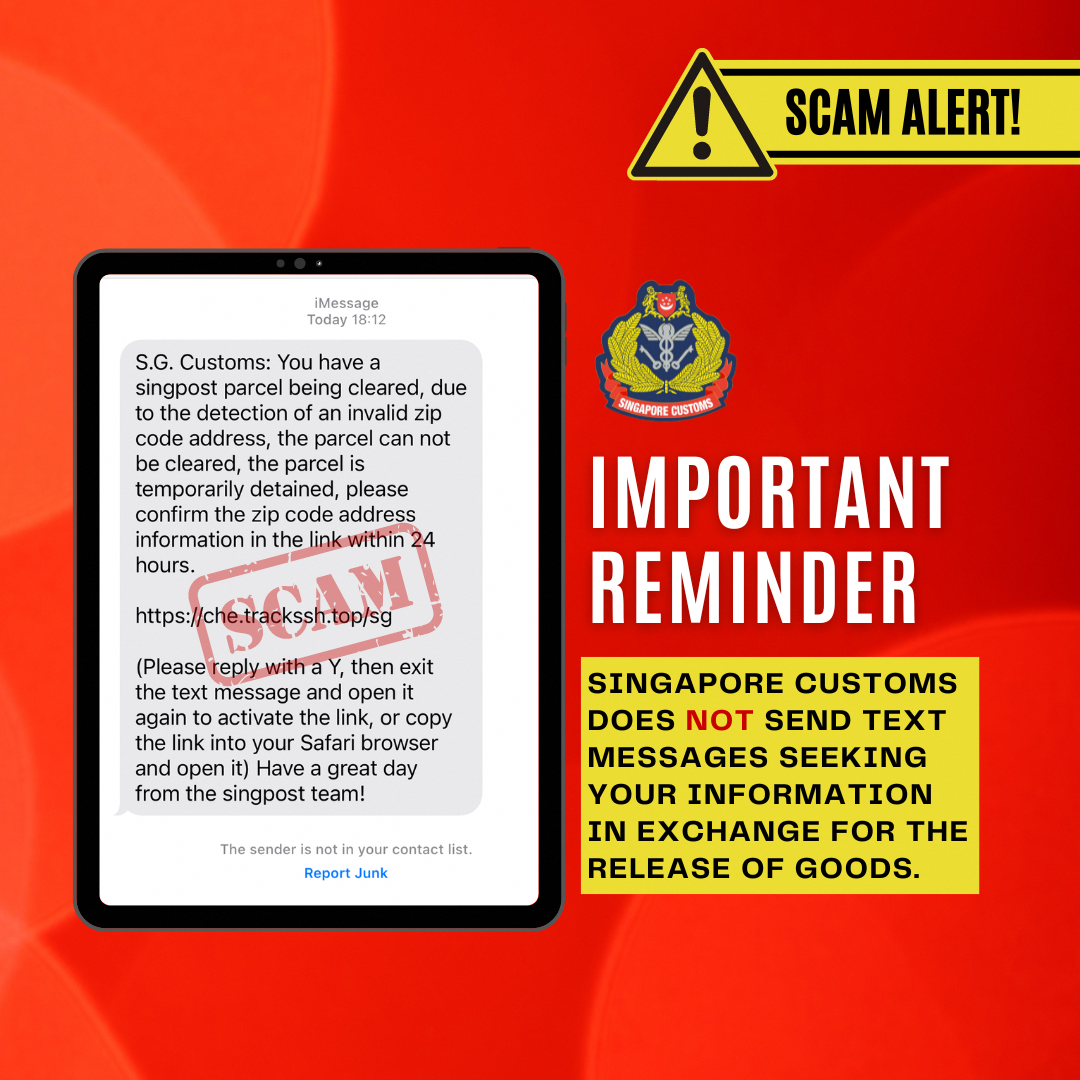 SCAM ALERT!
iMessage
Today 18:12
S.G. Customs: You have a
singpost parcel being cleared, due
to the detection of an invalid zip
code address, the parcel can not
be cleared, the parcel is
temporarily detained, please
confirm the zip code address
information in the link within 24
hours.
https://che.trackssh.top/sg
SCAM
(Please reply with a Y, then exit
the text message and open it
again to activate the link, or copy
the link into your Safari browser
and open it) Have a great day
from the singpost team!
The sender is not in your contact list.
Report Junk
SINGAPORE CUSTOMS
IMPORTANT
REMINDER
SINGAPORE CUSTOMS
DOES NOT SEND TEXT
MESSAGES SEEKING
YOUR INFORMATION
IN EXCHANGE FOR THE
RELEASE OF GOODS.